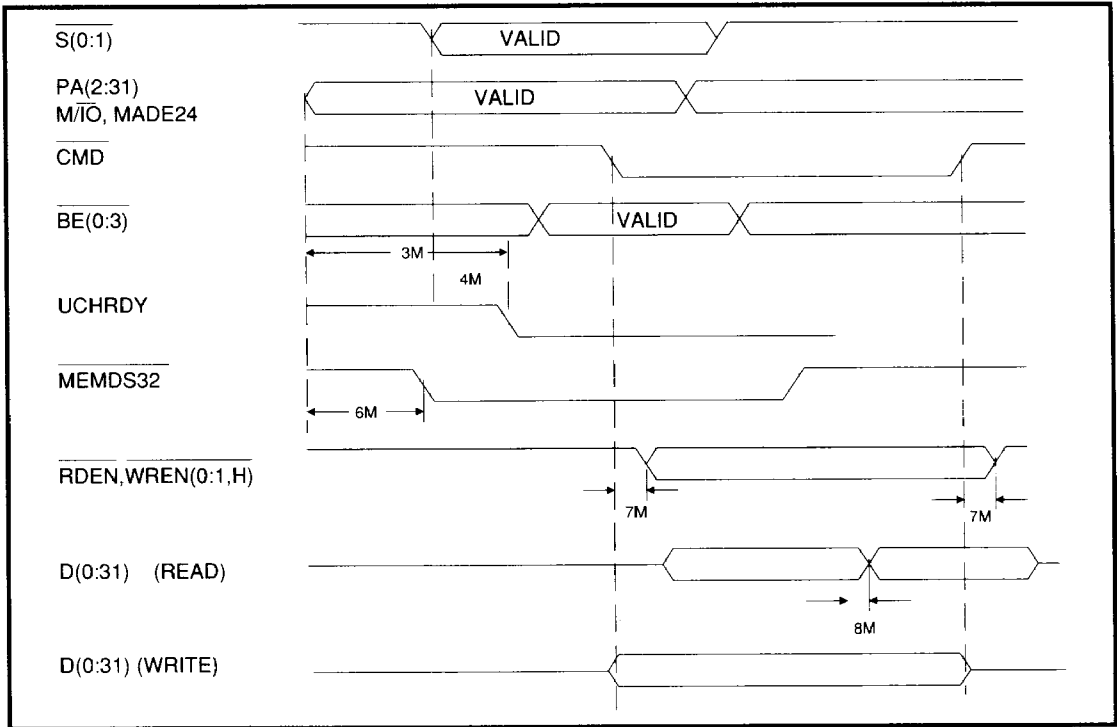 S(0:1)
VALID
PA(2:31)
M/IO, MADE24
VALID
CMD
BE(0:3)
VALID
3M
4M
UCHRDY
MEMDS32
6M
RDEN,WREN(0:1,H)
7M
7M
D(0:31) (READ)
8M
D(0:31) (WRITE)